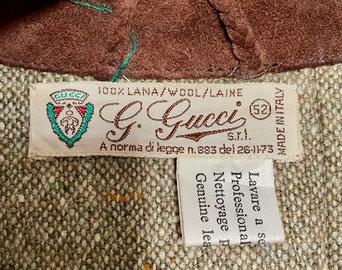 100% LANA/WOOL/LAINE
GUCCI
G. Gucci
52
s.r.l.
MADE IN ITALY
A norma di legge n. 883 del 26-11-73
Lavare a
Professional
Nettoyage
Genuine